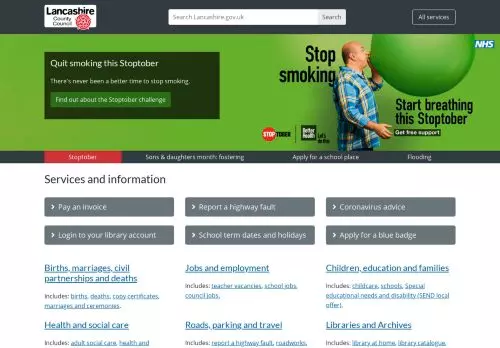 Lancashire
County
Council
Search Lancashire.gov.uk
Search
All services
Quit smoking this Stoptober
There's never been a better time to stop smoking.
Find out about the Stoptober challenge
Stop
smoking
NHS
Start breathing
this Stoptober
Get free support
STOPTOBER
Better
Health
Let's
do this
Stoptober
Sons & daughters month: fostering
Apply for a school place
Flooding
Services and information
Pay an invoice
Report a highway fault
Coronavirus advice
Login to your library account
School term dates and holidays
Apply for a blue badge
Births, marriages, civil
partnerships and deaths
Includes: births, deaths, copy certificates,
marriages and ceremonies.
Jobs and employment
Includes: teacher vacancies, school jobs,
council jobs.
Children, education and families
Includes: childcare, schools, Special
educational needs and disability (SEND local
offer).
Health and social care
Includes: adult social care, health and
Roads, parking and travel
Includes: report a highway fault, roadworks,
Libraries and Archives
Includes: library at home, library catalogue,